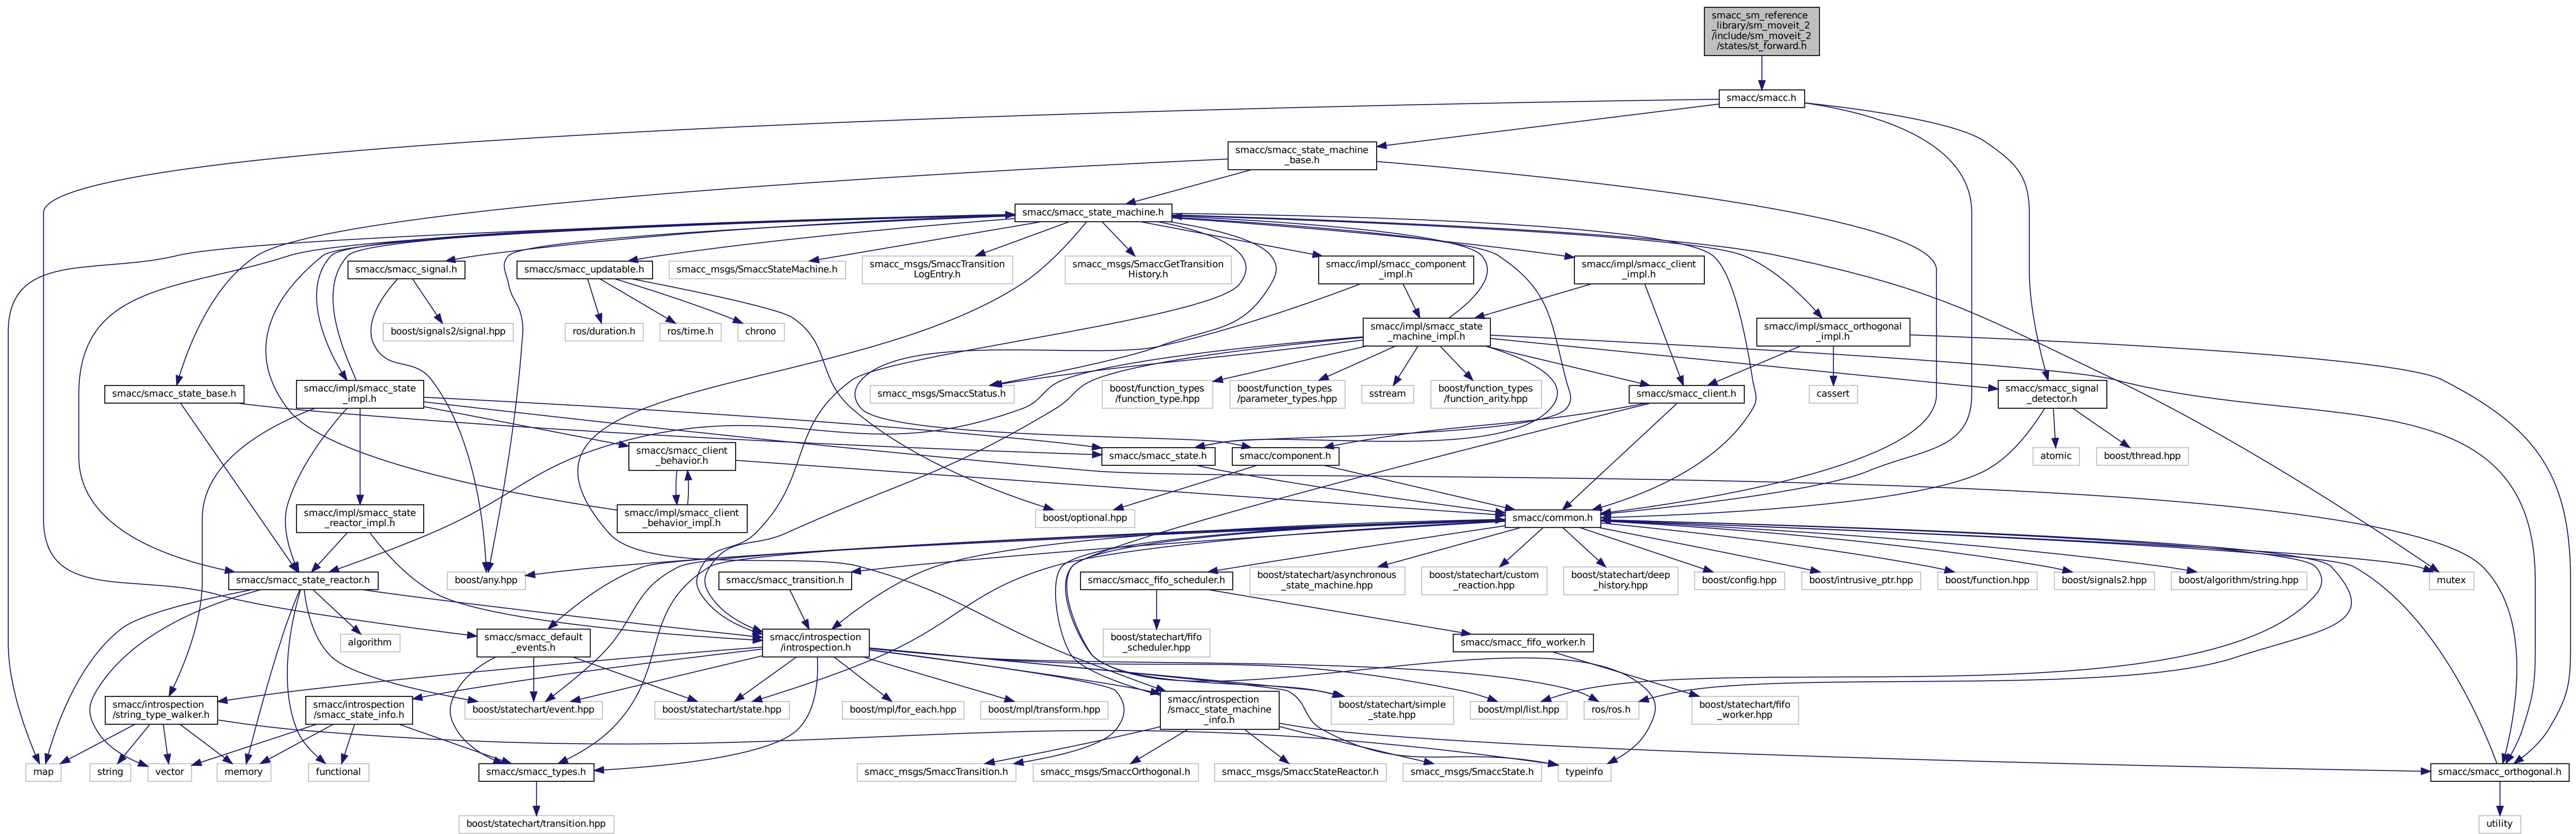 smacc_sm_reference
_library/sm_moveit_2
/include/sm_moveit_2
/states/st_forward.h
smacc/smacc.h
smacc/smacc_state_machine
_base.h
smacc/smacc_state_machine.h
smacc/smacc_signal.h
smacc/smacc_updatable.h
smacc_msgs/SmaccStateMachine.h
smacc_msgs/SmaccTransition
LogEntry.h
smacc_msgs/SmaccGetTransition
History.h
smacc/impl/smacc_component
_impl.h
smacc/impl/smacc_client
_impl.h
boost/signals2/signal.hpp
ros/duration.h
ros/time.h
chrono
smacc/impl/smacc_state
_machine_impl.h
smacc/impl/smacc_orthogonal
_impl.h
smacc/smacc_state_base.h
smacc/impl/smacc_state
_impl.h
smacc_msgs/SmaccStatus.h
boost/function_types
/function_type.hpp
boost/function_types
/parameter_types.hpp
sstream
boost/function_types
/function_arity.hpp
smacc/smacc_client.h
cassert
smacc/smacc_signal
_detector.h
smacc/smacc_client
_behavior.h
smacc/smacc_state.h
smacc/component.h
atomic
boost/thread.hpp
smacc/impl/smacc_state
_reactor_impl.h
smacc/impl/smacc_client
_behavior_impl.h
boost/optional.hpp
smacc/common.h
smacc/smacc_state_reactor.h
boost/any.hpp
smacc/smacc_transition.h
smacc/smacc_fifo_scheduler.h
boost/statechart/asynchronous
_state_machine.hpp
boost/statechart/custom
_reaction.hpp
boost/statechart/deep
_history.hpp
boost/config.hpp
boost/intrusive_ptr.hpp
boost/function.hpp
boost/signals2.hpp
boost/algorithm/string.hpp
mutex
algorithm
smacc/smacc_default
_events.h
smacc/introspection
/introspection.h
boost/statechart/fifo
_scheduler.hpp
smacc/smacc_fifo_worker.h
smacc/introspection
/string_type_walker.h
smacc/introspection
/smacc_state_info.h
boost/statechart/event.hpp
boost/statechart/state.hpp
boost/mpl/for_each.hpp
boost/mpl/transform.hpp
smacc/introspection
/smacc_state_machine
_info.h
boost/statechart/simple
_state.hpp
boost/mpl/list.hpp
ros/ros.h
boost/statechart/fifo
_worker.hpp
map
string
vector
memory
functional
smacc/smacc_types.h
smacc_msgs/SmaccTransition.h
smacc_msgs/SmaccOrthogonal.h
smacc_msgs/SmaccStateReactor.h
smacc_msgs/SmaccState.h
typeinfo
smacc/smacc_orthogonal.h
boost/statechart/transition.hpp
utility